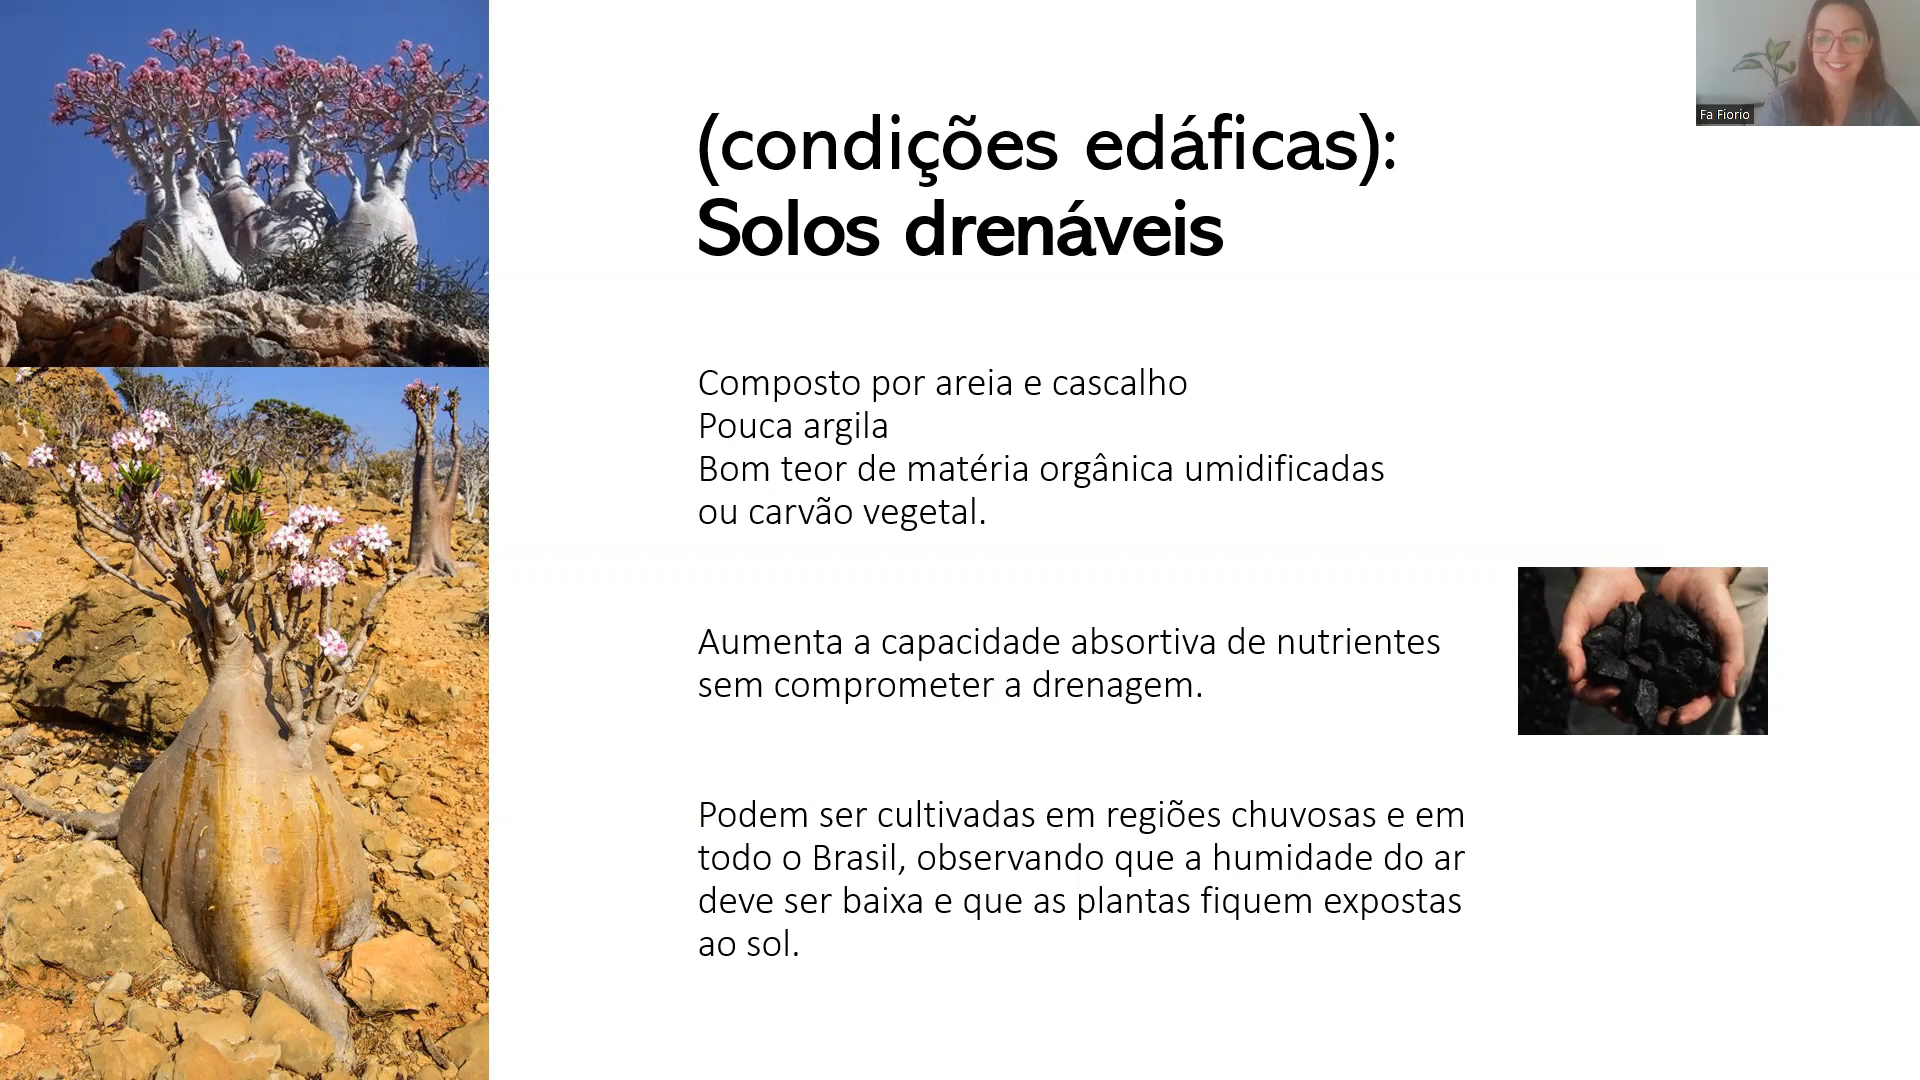 (condições edáficas):
Solos drenáveis
Composto por areia e cascalho
Pouca argila
Bom teor de matéria orgânica umidificadas
ou carvão vegetal.
Aumenta a capacidade absortiva de nutrientes
sem comprometer a drenagem.
Podem ser cultivadas em regiões chuvosas e em
todo o Brasil, observando que a humidade do ar
deve ser baixa e que as plantas fiquem expostas
ao sol.
Fa Fiorio